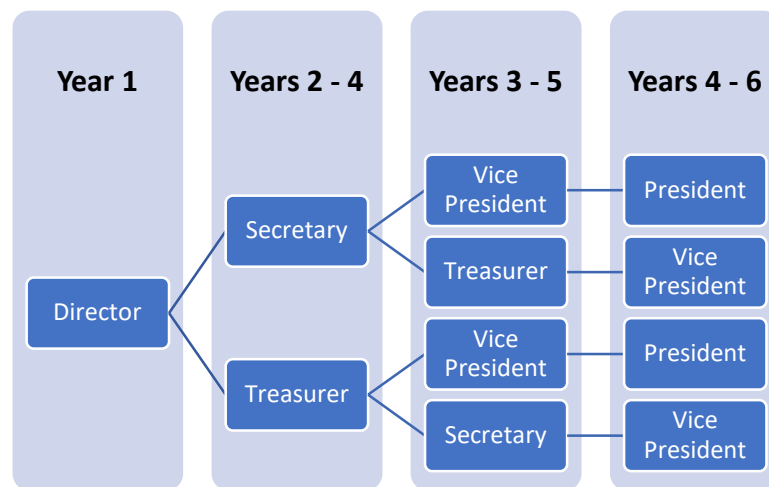 Year 1
Years 2 - 4
Years 3 - 5
Years 4 - 6
Director
Secretary
Treasurer
Vice
President
Treasurer
Vice
President
Secretary
President
Vice
President
President
Vice
President